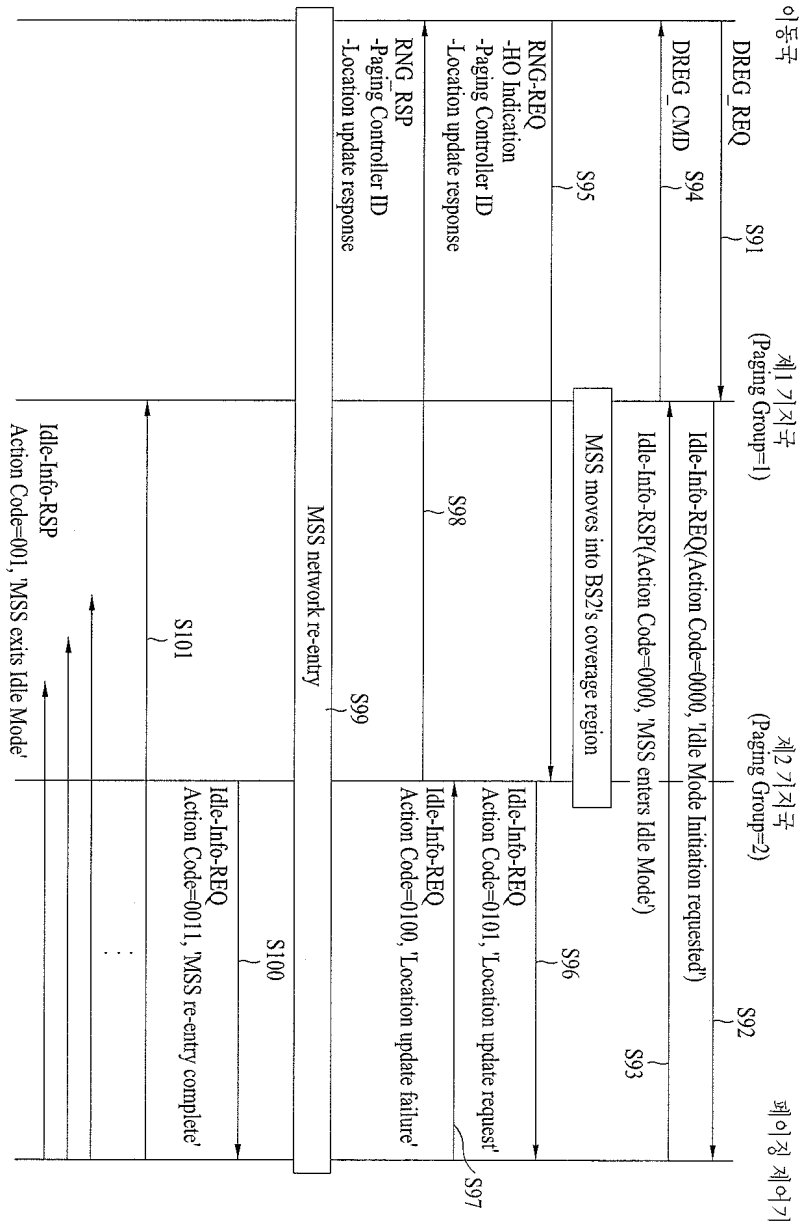 이동국
제1 기지국
(Paging Group=1)
제2 기지국
(Paging Group=2)
페이징 제어기
DREG_REQ
S91
Idle-Info-REQ(Action Code=0000, 'Idle Mode Initiation requested')
S92
Idle-Info-RSP(Action Code=0000, 'MSS enters Idle Mode')
S93
DREG_CMD
S94
MSS moves into BS2's coverage region
RNG-REQ
-HO Indication
-Paging Controller ID
-Location update response
S95
Idle-Info-REQ
Action Code=0101, 'Location update request'
S96
Idle-Info-REQ
Action Code=0100, 'Location update failure'
S97
RNG_RSP
-Paging Controller ID
-Location update response
S98
MSS network re-entry
S99
Idle-Info-REQ
Action Code=0011, 'MSS re-entry complete'
S100
S101
. . .
Idle-Info-RSP
Action Code=001, 'MSS exits Idle Mode'